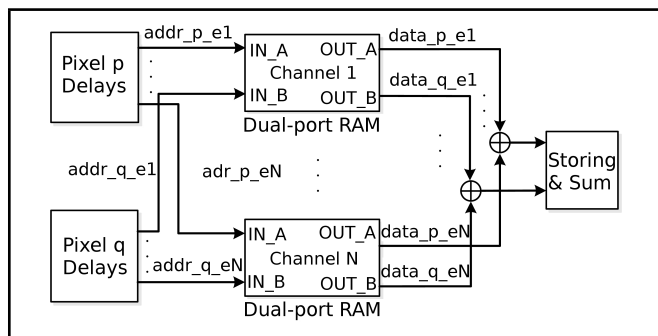 addr_p_e1
Pixel p
Delays
IN_A
OUT_A
Channel 1
IN_B
OUT_B
Dual-port RAM
data_p_e1
data_q_e1
addr_q_e1
adr_p_eN
Storing
& Sum
Pixel q
Delays
addr_q_eN
IN_A
OUT_A
Channel N
IN_B
OUT_B
Dual-port RAM
data_p_eN
data_q_eN